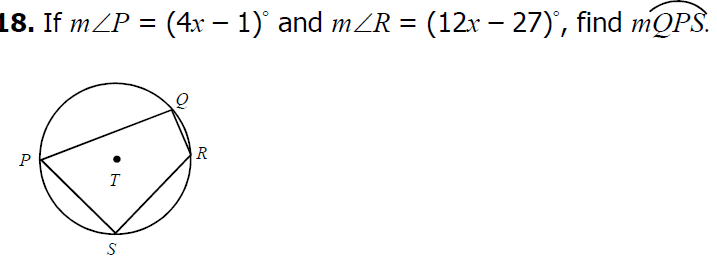 18. If m∠P = (4x − 1)° and m∠R = (12x − 27)°, find mQPS.
Q
P
R
T
S